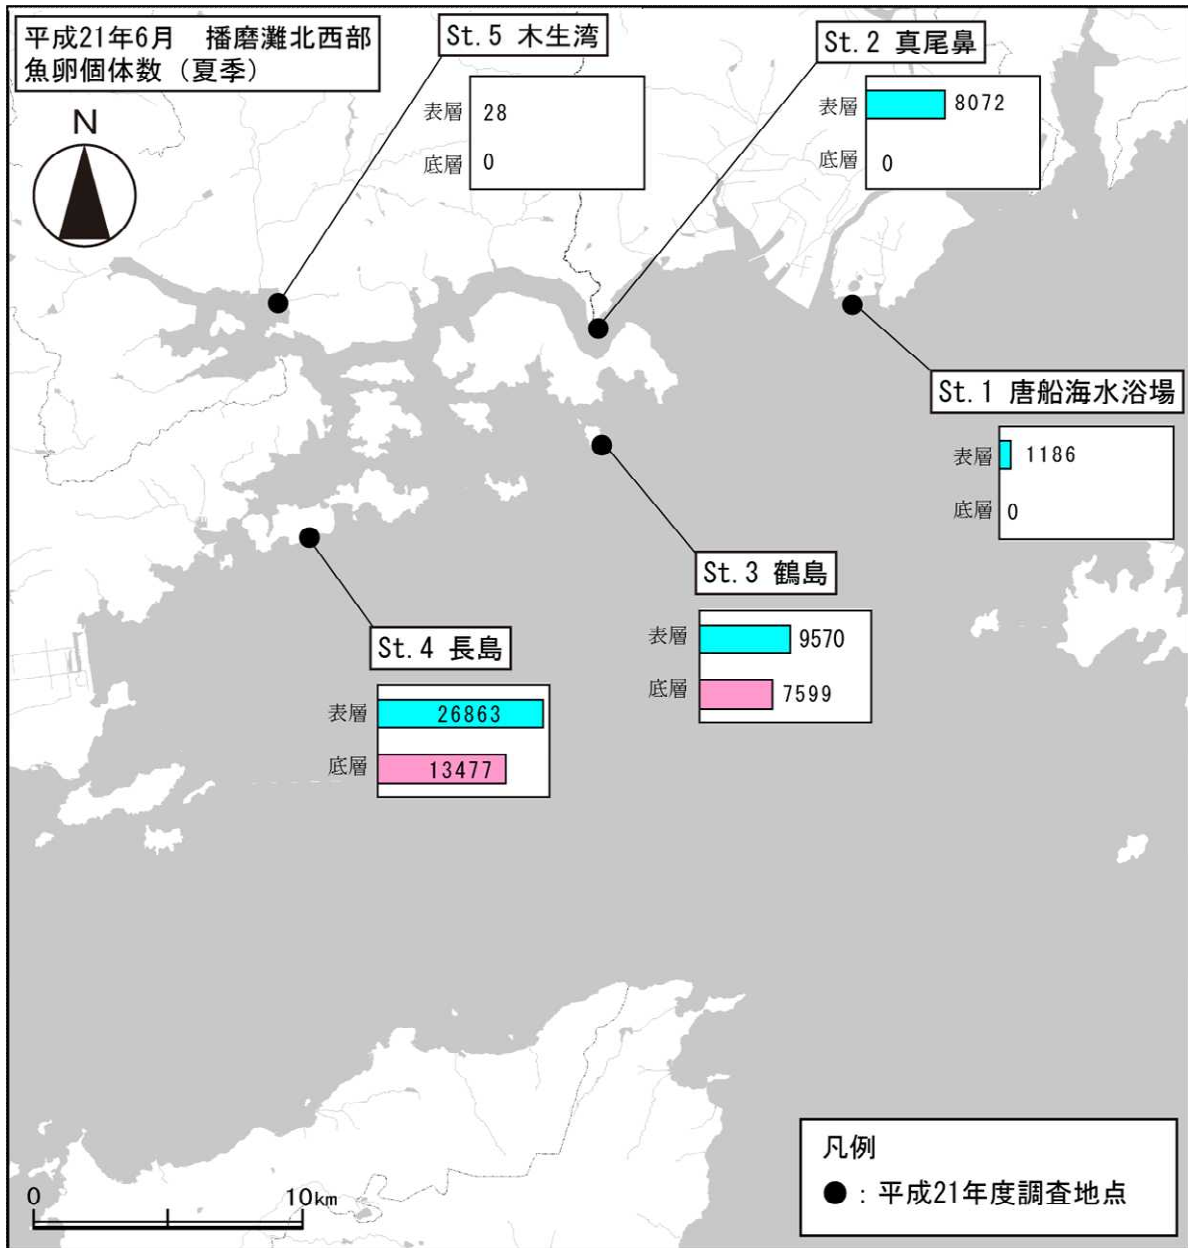 平成21年6月　播磨灘北西部
魚卵個体数（夏季）
N
St.5 木生湾
表層 28
底層 0
St.2 真尾鼻
表層 8072
底層 0
St.1 唐船海水浴場
表層 1186
底層 0
St.3 鶴島
表層 9570
底層 7599
St.4 長島
表層 26863
底層 13477
0 10km
凡例
●：平成21年度調査地点